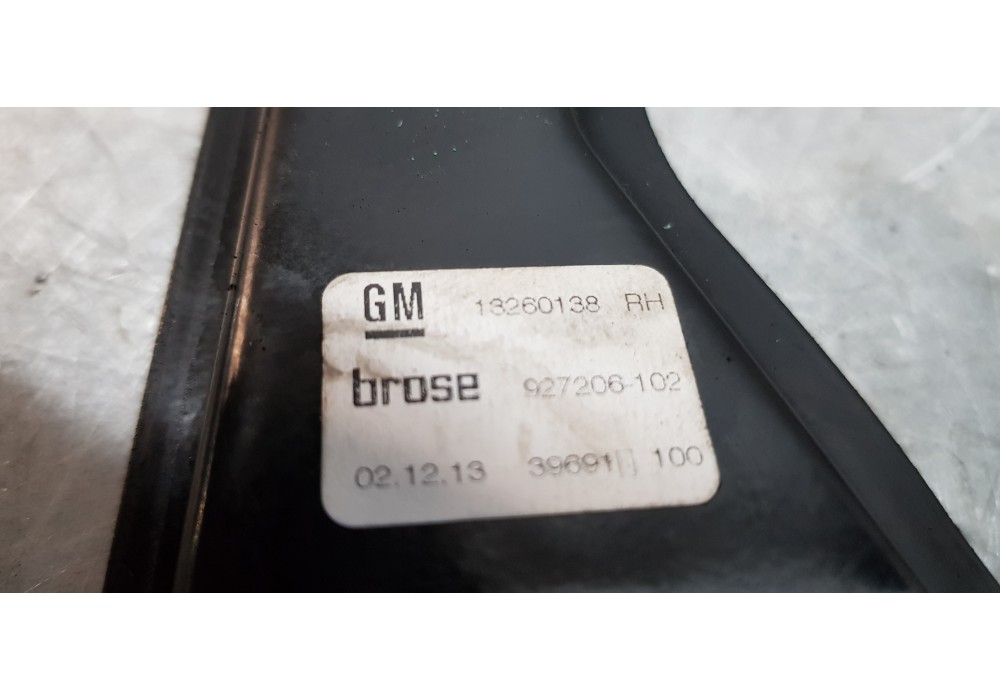 GM 13260138 RH
brose 927206-102
02.12.13 39691 100